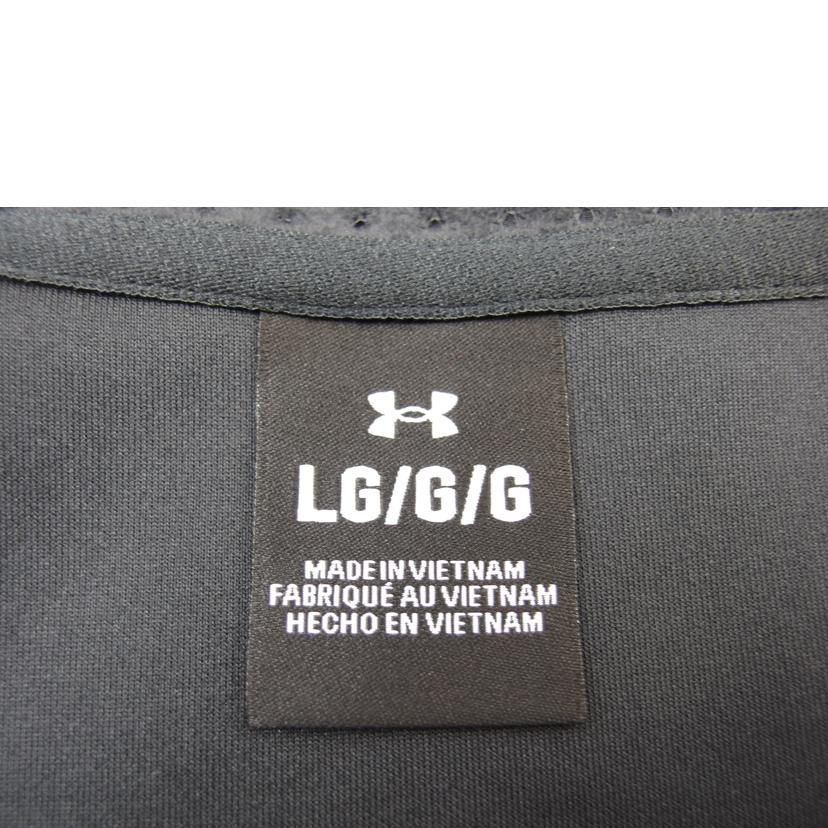 LG/G/G
MADE IN VIETNAM
FABRIQUÉ AU VIETNAM
HECHO EN VIETNAM